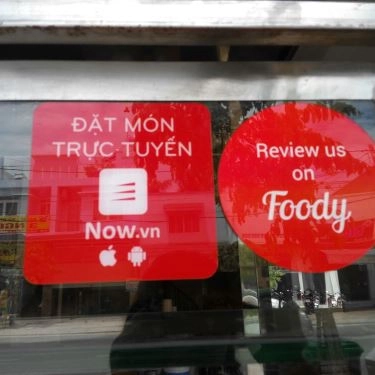 ĐẶT MÓN
TRỰC TUYẾN
Now.vn
Review us
on
Foody